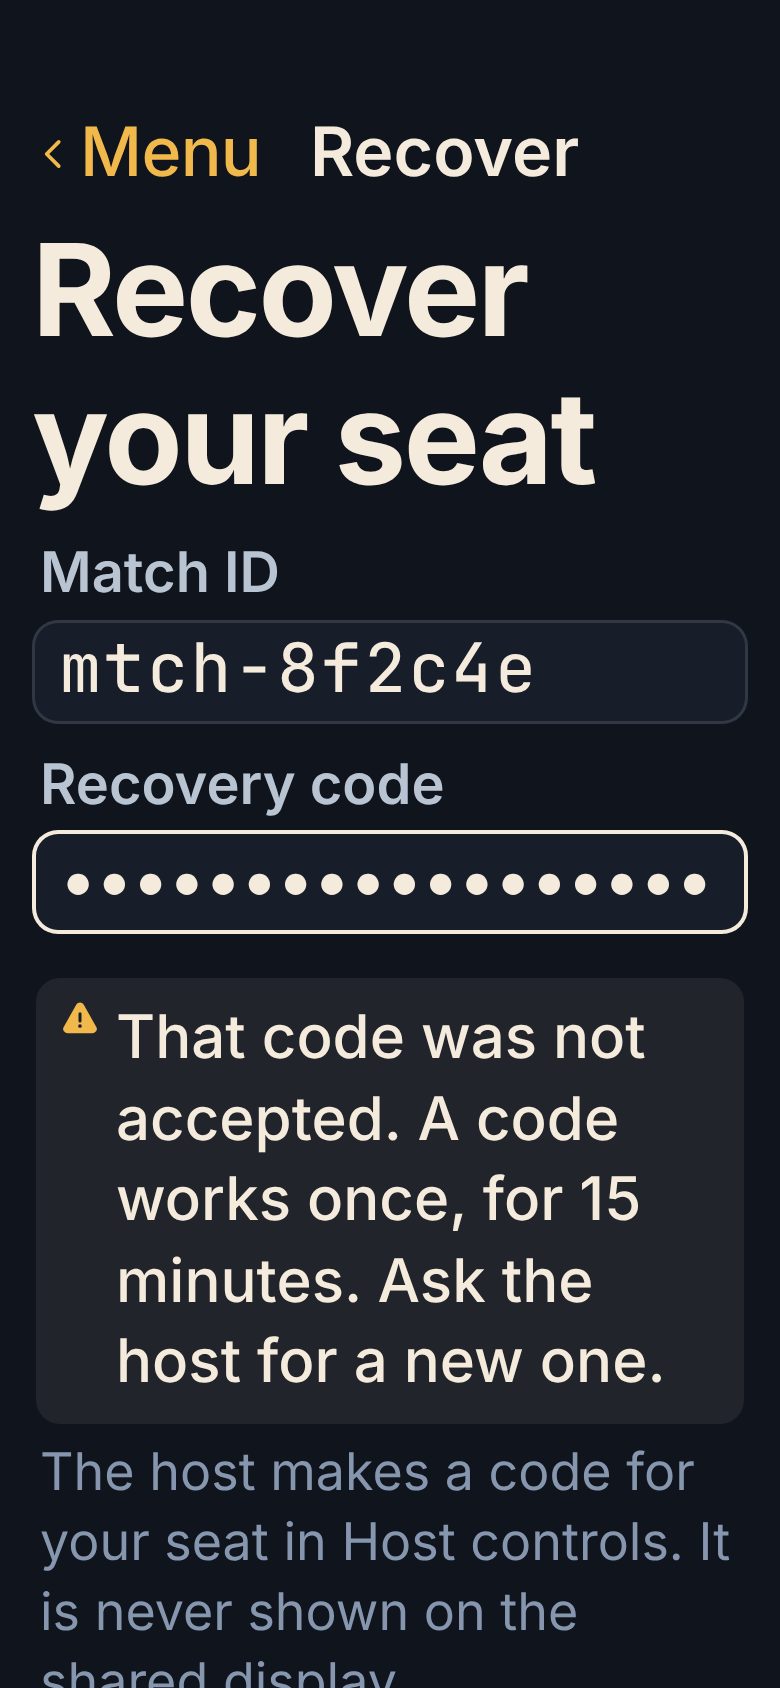 Menu Recover
Recover
your seat
Match ID
mtch-8f2c4e
Recovery code
••••••••••••••••••
That code was not
accepted. A code
works once, for 15
minutes. Ask the
host for a new one.
The host makes a code for
your seat in Host controls. It
is never shown on the
shared display.